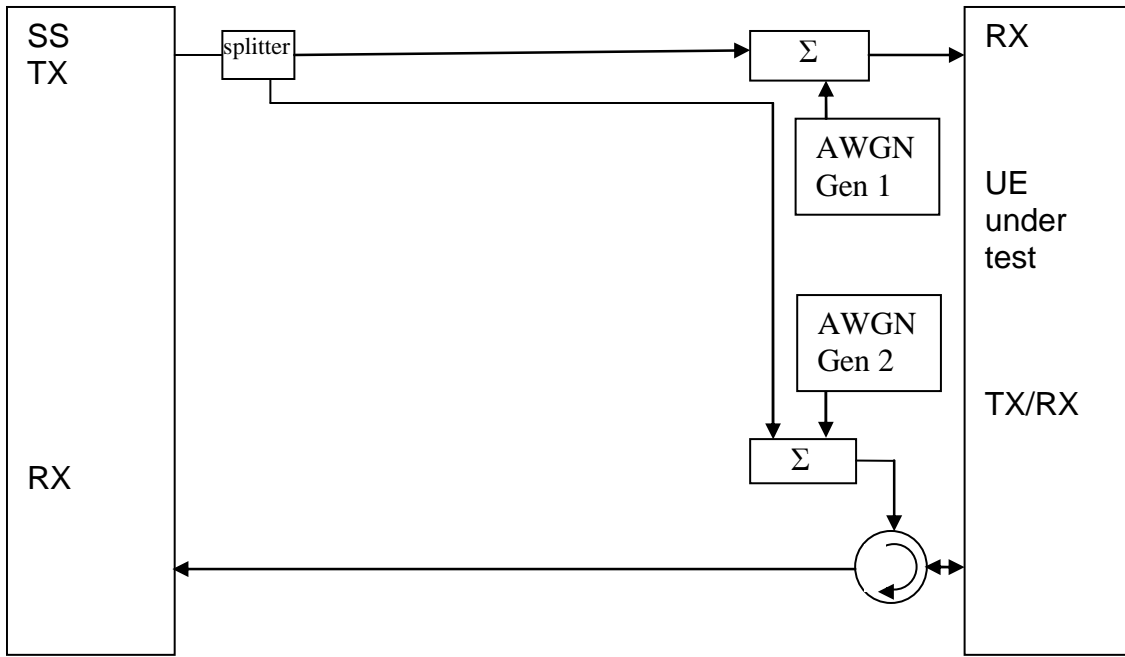 SS
TX
splitter
Σ
RX
AWGN
Gen 1
UE
under
test
AWGN
Gen 2
TX/RX
Σ
RX